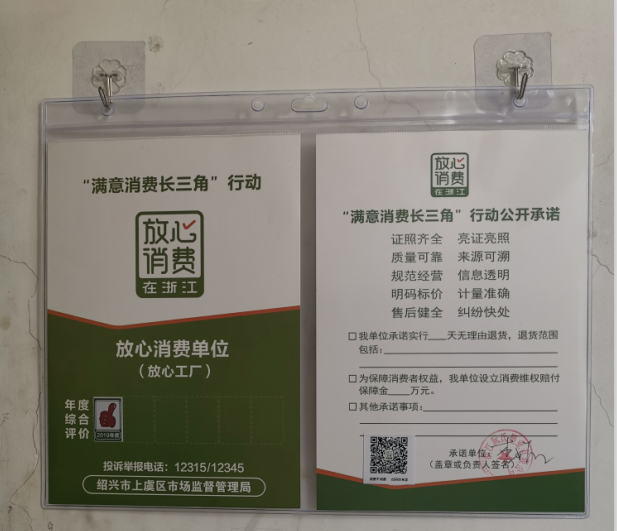 “满意消费长三角”行动
放心
消费
在浙江
放心消费单位
（放心工厂）
年度
综合
评价
2019年度
投诉举报电话：12315/12345
绍兴市上虞区市场监督管理局
放心
消费
在浙江
“满意消费长三角”行动公开承诺
证照齐全 亮证亮照
质量可靠 来源可溯
规范经营 信息透明
明码标价 计量准确
售后健全 纠纷快处
□我单位承诺实行___天无理由退货，退货范围
包括：
□为保障消费者权益，我单位设立消费维权赔付
保障金___万元。
□其他承诺事项：
承诺单位：
（盖章或负责人签名）